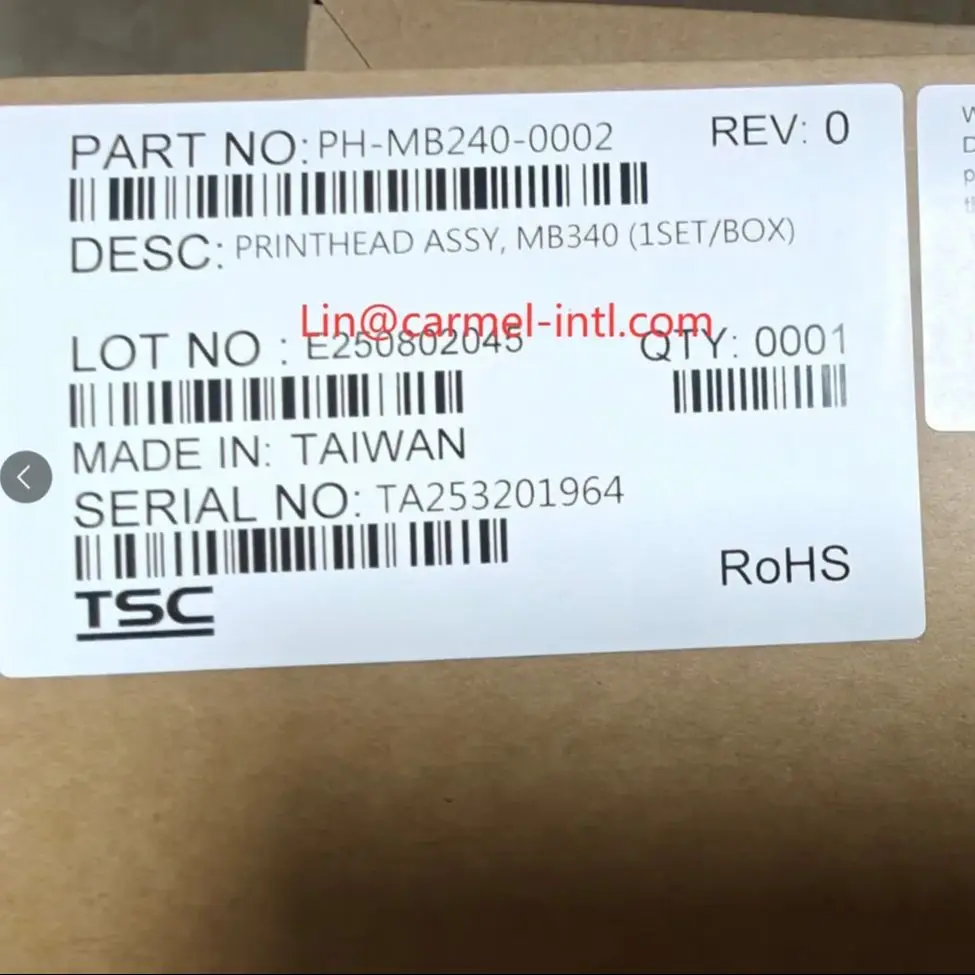 PART NO: PH-MB240-0002
REV: 0
DESC: PRINTHEAD ASSY, MB340 (1SET/BOX)
Lin@carmel-intl.com
LOT NO : E250802045
QTY: 0001
MADE IN: TAIWAN
SERIAL NO: TA253201964
RoHS
TSC